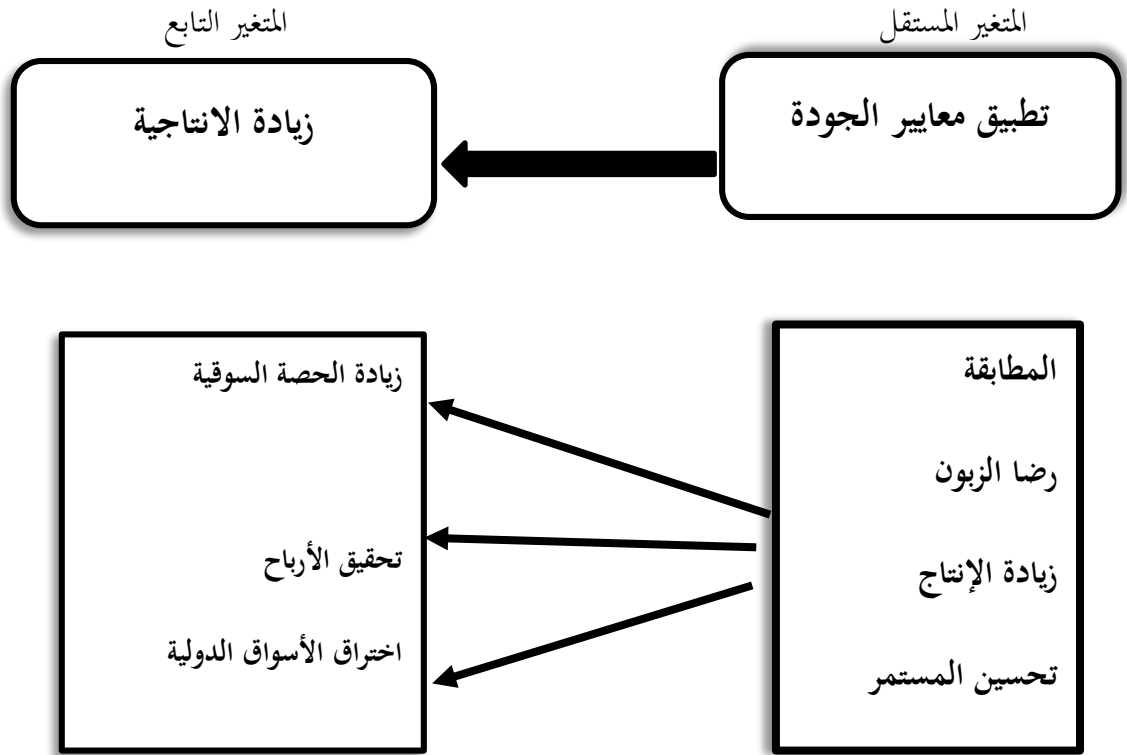 المتغير المستقل
المتغير التابع
تطبيق معايير الجودة
زيادة الانتاجية
المطابقة
رضا الزبون
زيادة الإنتاج
تحسين المستمر
زيادة الحصة السوقية
تحقيق الأرباح
اختراق الأسواق الدولية